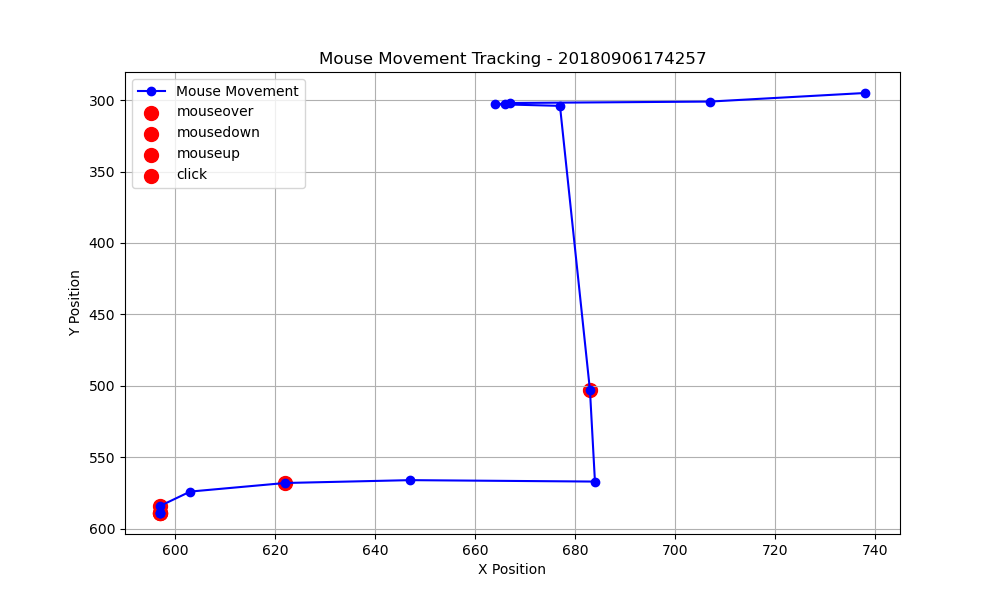 Mouse Movement Tracking - 20180906174257
Mouse Movement
mouseover
mousedown
mouseup
click
300
350
400
450
500
550
600
Y Position
600 620 640 660 680 700 720 740
X Position